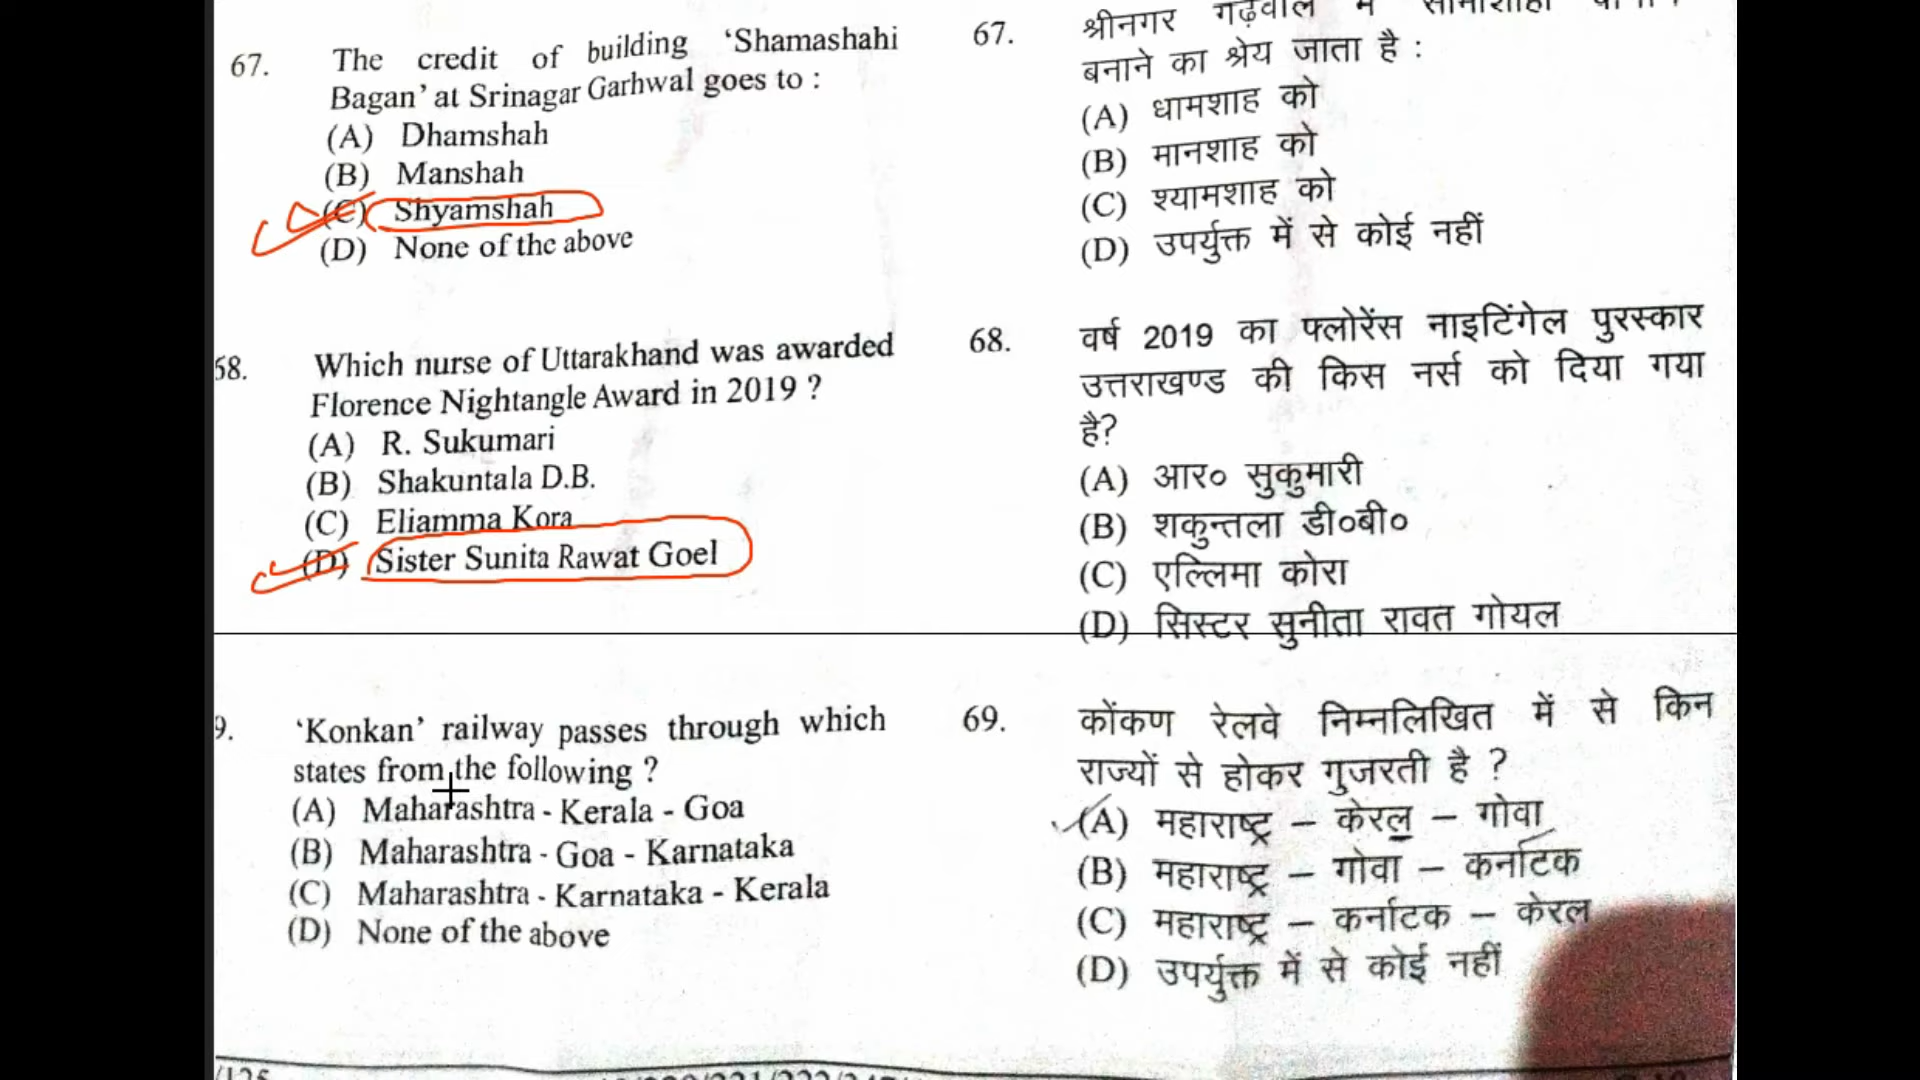 67. The credit of building ‘Shamashahi
Bagan’ at Srinagar Garhwal goes to :
(A) Dhamshah
(B) Manshah
(C) Shyamshah
(D) None of the above
68. Which nurse of Uttarakhand was awarded
Florence Nightangle Award in 2019 ?
(A) R. Sukumari
(B) Shakuntala D.B.
(C) Eliamma Kora
(D) Sister Sunita Rawat Goel
9. ‘Konkan’ railway passes through which
states from the following ?
(A) Maharashtra - Kerala - Goa
(B) Maharashtra - Goa - Karnataka
(C) Maharashtra - Karnataka - Kerala
(D) None of the above
67. श्रीनगर गढ़वाल में
बनाने का श्रेय जाता है :
(A) धामशाह को
(B) मानशाह को
(C) श्यामशाह को
(D) उपर्युक्त में से कोई नहीं
68. वर्ष 2019 का फ्लोरेंस नाइटिंगेल पुरस्कार
उत्तराखण्ड की किस नर्स को दिया गया
है?
(A) आर० सुकुमारी
(B) शकुन्तला डी०बी०
(C) एल्लिमा कोरा
(D) सिस्टर सुनीता रावत गोयल
69. कोंकण रेलवे निम्नलिखित में से किन
राज्यों से होकर गुजरती है ?
(A) महाराष्ट्र – केरल – गोवा
(B) महाराष्ट्र – गोवा – कर्नाटक
(C) महाराष्ट्र – कर्नाटक – केरल
(D) उपर्युक्त में से कोई नहीं